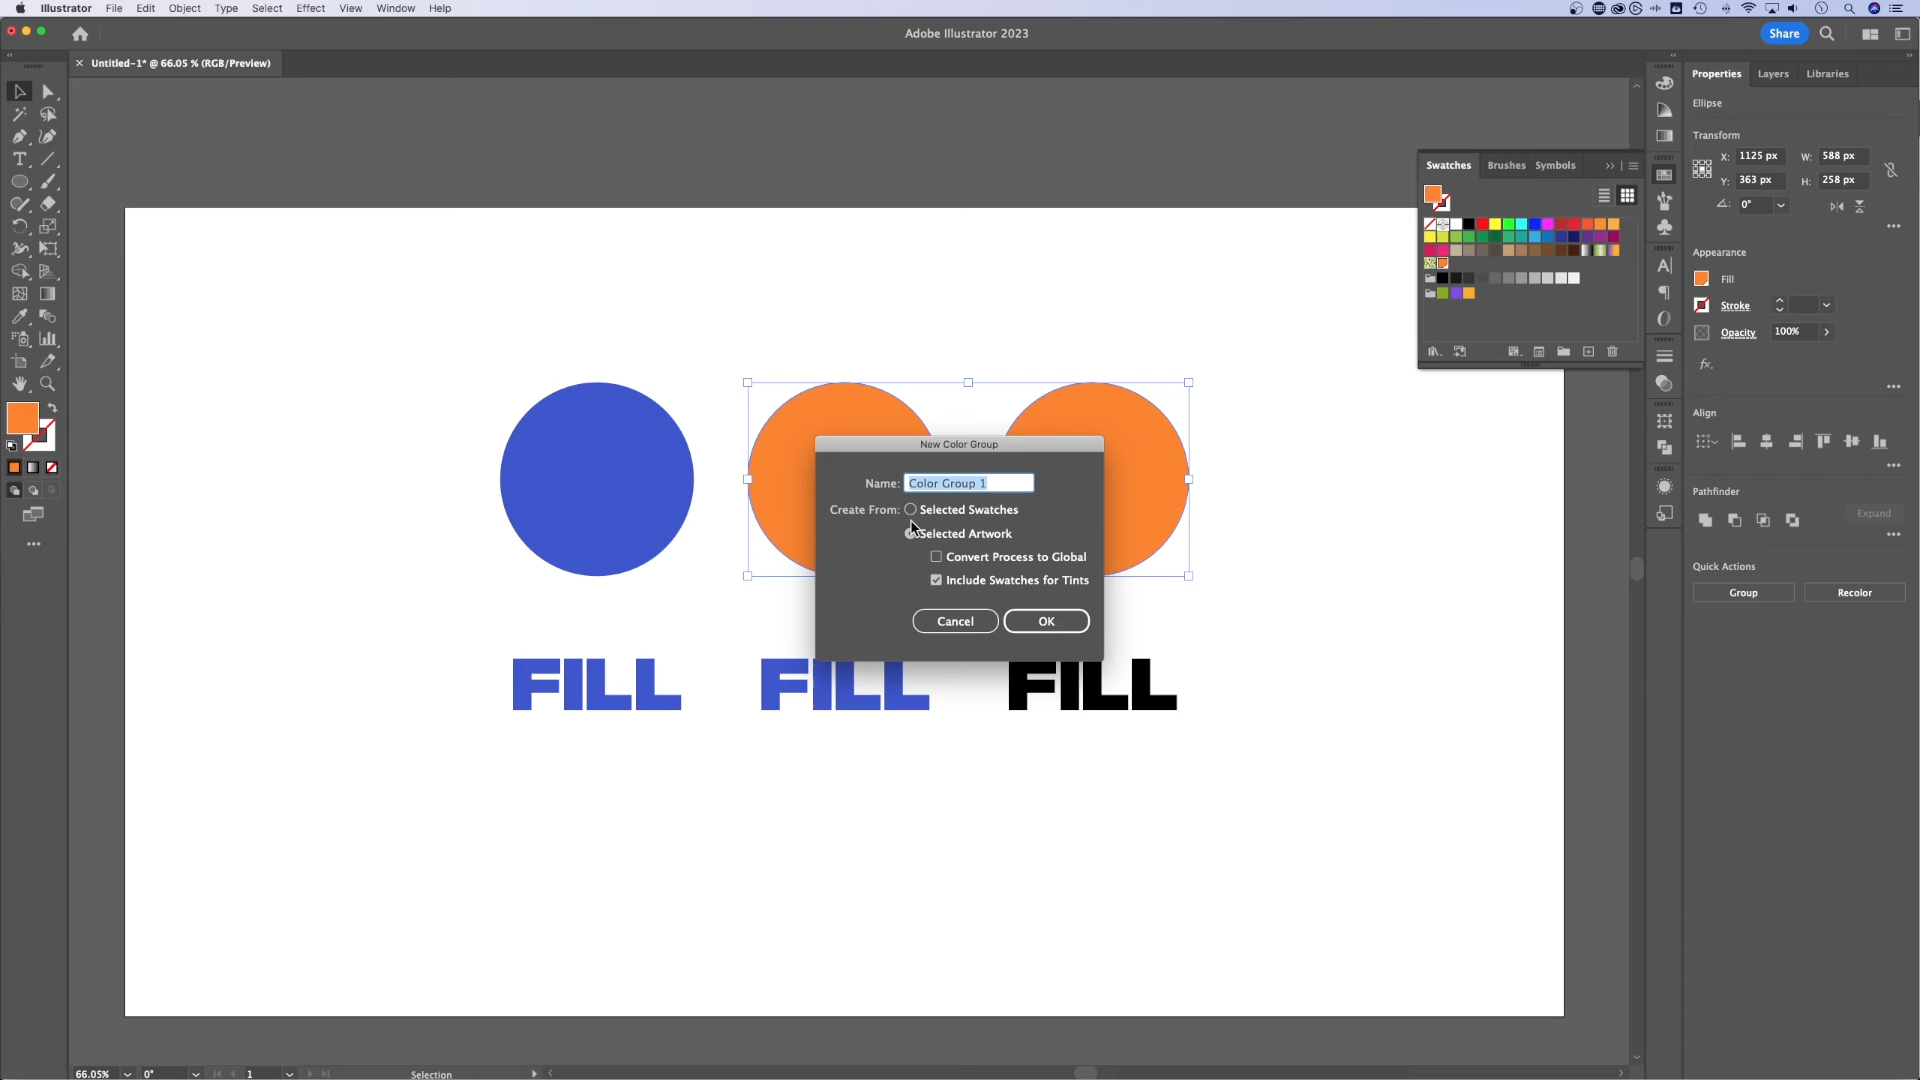 Illustrator File Edit Object Type Select Effect View Window Help
Adobe Illustrator 2023
Share
× Untitled-1* @ 66.05 % (RGB/Preview)
Properties Layers Libraries
Ellipse
Transform
X: 1125 px W: 588 px
Y: 363 px H: 258 px
0°
Swatches Brushes Symbols
Appearance
Fill
Stroke
Opacity 100%
fx.
Align
Pathfinder
Expand
Quick Actions
Group Recolor
New Color Group
Name: Color Group 1
Create From: Selected Swatches
Selected Artwork
Convert Process to Global
Include Swatches for Tints
Cancel OK
FILL FILL FILL
66.05% 0° 1 Selection